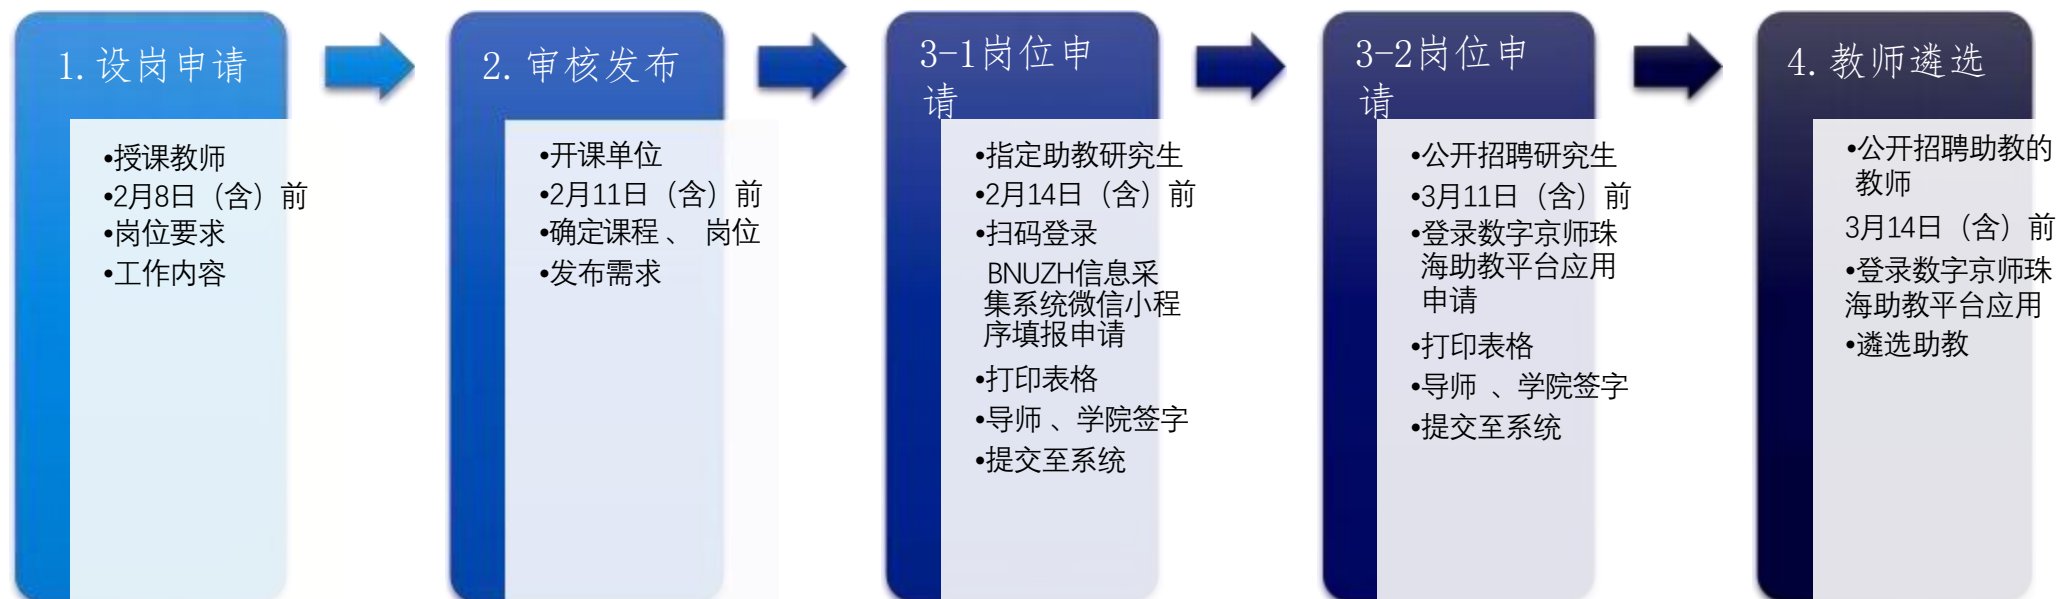 1.设岗申请
•授课教师
•2月8日（含）前
•岗位要求
•工作内容
2.审核发布
•开课单位
•2月11日（含）前
•确定课程 、 岗位
•发布需求
3-1岗位申
请
•指定助教研究生
•2月14日（含）前
•扫码登录
BNUZH信息采
集系统微信小程
序填报申请
•打印表格
•导师 、学院签字
•提交至系统
3-2岗位申
请
•公开招聘研究生
•3月11日（含）前
•登录数字京师珠
海助教平台应用
申请
•打印表格
•导师 、学院签字
•提交至系统
4.教师遴选
•公开招聘助教的
教师
3月14日（含）前
•登录数字京师珠
海助教平台应用
•遴选助教